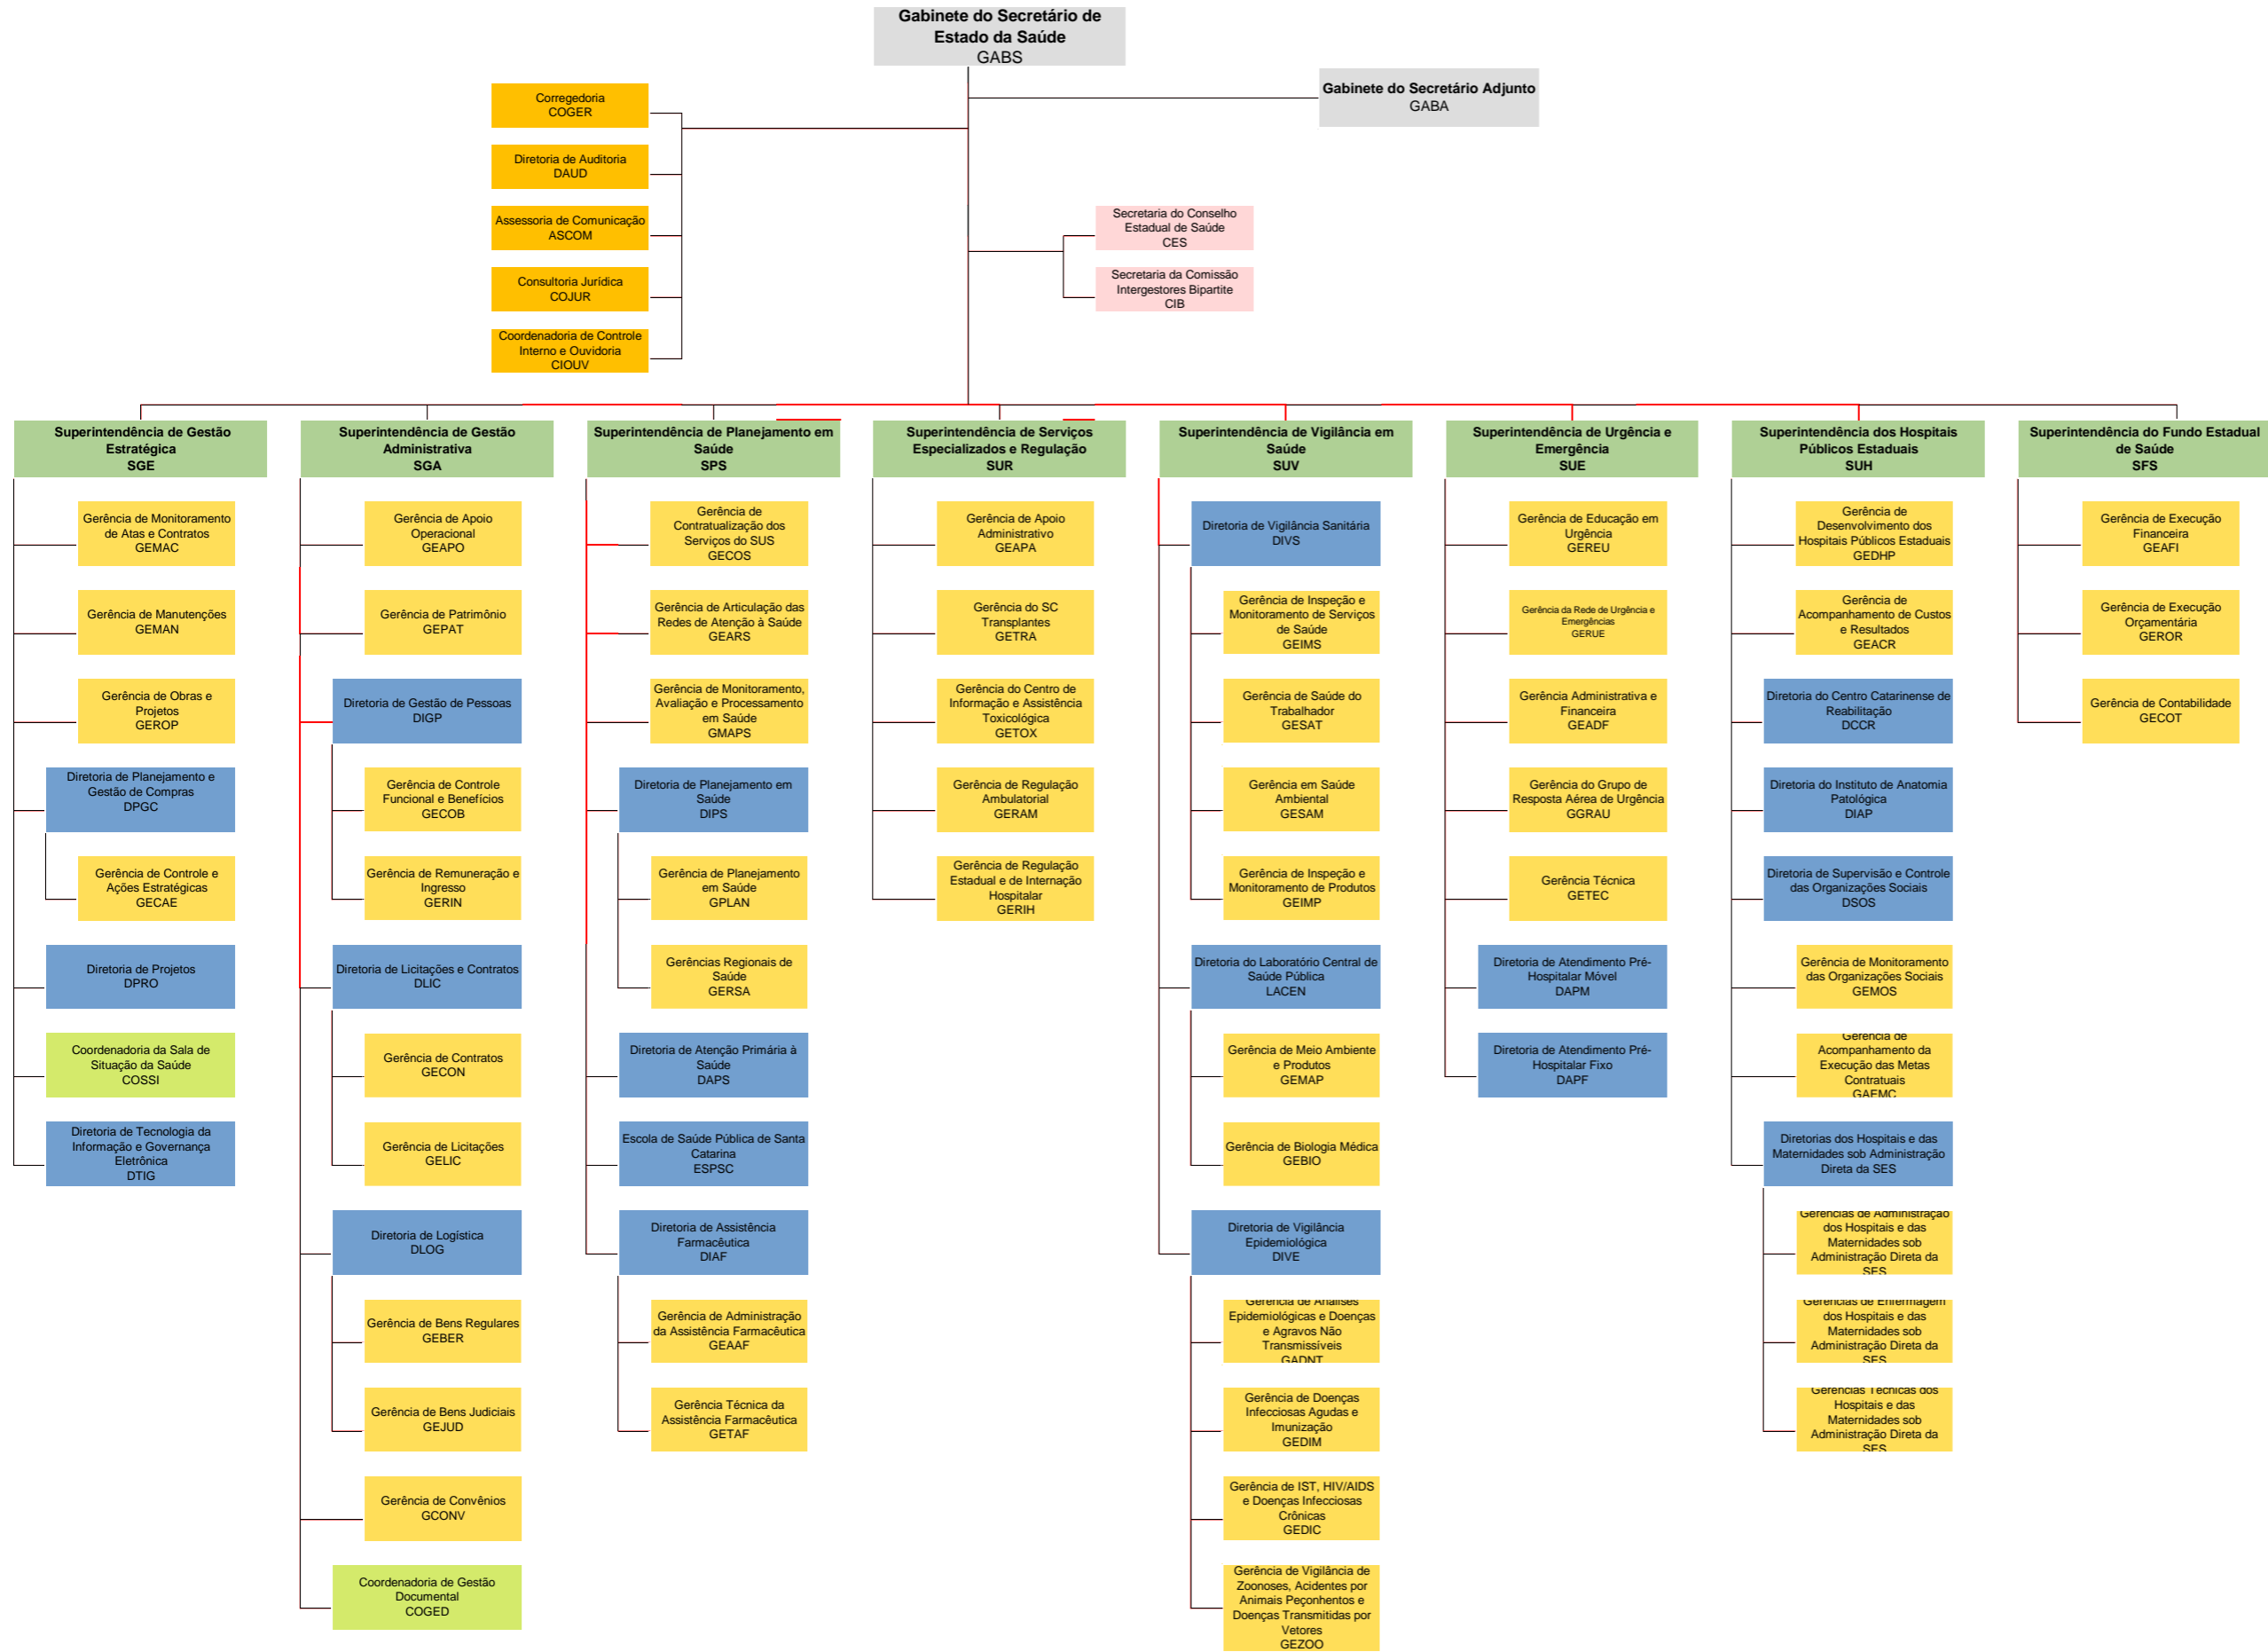 Gabinete do Secretário de
Estado da Saúde
GABS
Gabinete do Secretário Adjunto
GABA
Corregedoria
COGER
Diretoria de Auditoria
DAUD
Assessoria de Comunicação
ASCOM
Consultoria Jurídica
COJUR
Coordenadoria de Controle
Interno e Ouvidoria
CIOUV
Secretaria do Conselho
Estadual de Saúde
CES
Secretaria da Comissão
Intergestores Bipartite
CIB
Superintendência de Gestão
Estratégica
SGE
Gerência de Monitoramento
de Atas e Contratos
GEMAC
Gerência de Manutenções
GEMAN
Gerência de Obras e
Projetos
GEROP
Diretoria de Planejamento e
Gestão de Compras
DPGC
Gerência de Controle e
Ações Estratégicas
GECAE
Diretoria de Projetos
DPRO
Coordenadoria da Sala de
Situação da Saúde
COSSI
Diretoria de Tecnologia da
Informação e Governança
Eletrônica
DTIG
Superintendência de Gestão
Administrativa
SGA
Gerência de Apoio
Operacional
GEAPO
Gerência de Patrimônio
GEPAT
Diretoria de Gestão de Pessoas
DIGP
Gerência de Controle
Funcional e Benefícios
GECOB
Gerência de Remuneração e
Ingresso
GERIN
Diretoria de Licitações e Contratos
DLIC
Gerência de Contratos
GECON
Gerência de Licitações
GELIC
Diretoria de Logística
DLOG
Gerência de Bens Regulares
GEBER
Gerência de Bens Judiciais
GEJUD
Gerência de Convênios
GCONV
Coordenadoria de Gestão
Documental
COGED
Superintendência de Planejamento em
Saúde
SPS
Gerência de
Contratualização dos
Serviços do SUS
GECOS
Gerência de Articulação das
Redes de Atenção à Saúde
GEARS
Gerência de Monitoramento,
Avaliação e Processamento
em Saúde
GMAPS
Diretoria de Planejamento em
Saúde
DIPS
Gerência de Planejamento
em Saúde
GPLAN
Gerências Regionais de
Saúde
GERSA
Diretoria de Atenção Primária à
Saúde
DAPS
Escola de Saúde Pública de Santa
Catarina
ESPSC
Diretoria de Assistência
Farmacêutica
DIAF
Gerência de Administração
da Assistência Farmacêutica
GEAAF
Gerência Técnica da
Assistência Farmacêutica
GETAF
Superintendência de Serviços
Especializados e Regulação
SUR
Gerência de Apoio
Administrativo
GEAPA
Gerência do SC
Transplantes
GETRA
Gerência do Centro de
Informação e Assistência
Toxicológica
GETOX
Gerência de Regulação
Ambulatorial
GERAM
Gerência de Regulação
Estadual e de Internação
Hospitalar
GERIH
Superintendência de Vigilância em
Saúde
SUV
Diretoria de Vigilância Sanitária
DIVS
Gerência de Inspeção e
Monitoramento de Serviços
de Saúde
GEIMS
Gerência de Saúde do
Trabalhador
GESAT
Gerência em Saúde
Ambiental
GESAM
Gerência de Inspeção e
Monitoramento de Produtos
GEIMP
Diretoria do Laboratório Central de
Saúde Pública
LACEN
Gerência de Meio Ambiente
e Produtos
GEMAP
Gerência de Biologia Médica
GEBIO
Diretoria de Vigilância
Epidemiológica
DIVE
Gerência de Análises
Epidemiológicas e Doenças
e Agravos Não
Transmissíveis
GADNT
Gerência de Doenças
Infecciosas Agudas e
Imunização
GEDIM
Gerência de IST, HIV/AIDS
e Doenças Infecciosas
Crônicas
GEDIC
Gerência de Vigilância de
Zoonoses, Acidentes por
Animais Peçonhentos e
Doenças Transmitidas por
Vetores
GEZOO
Superintendência de Urgência e
Emergência
SUE
Gerência de Educação em
Urgência
GEREU
Gerência da Rede de Urgência e
Emergências
GERUE
Gerência Administrativa e
Financeira
GEADF
Gerência do Grupo de
Resposta Aérea de Urgência
GGRAU
Gerência Técnica
GETEC
Diretoria de Atendimento Pré-
Hospitalar Móvel
DAPM
Diretoria de Atendimento Pré-
Hospitalar Fixo
DAPF
Superintendência dos Hospitais
Públicos Estaduais
SUH
Gerência de
Desenvolvimento dos
Hospitais Públicos Estaduais
GEDHP
Gerência de
Acompanhamento de Custos
e Resultados
GEACR
Diretoria do Centro Catarinense de
Reabilitação
DCCR
Diretoria do Instituto de Anatomia
Patológica
DIAP
Diretoria de Supervisão e Controle
das Organizações Sociais
DSOS
Gerência de Monitoramento
das Organizações Sociais
GEMOS
Gerência de
Acompanhamento da
Execução das Metas
Contratuais
GAEMC
Diretorias dos Hospitais e das
Maternidades sob Administração
Direta da SES
Gerências de Administração
dos Hospitais e das
Maternidades sob
Administração Direta da
SES
Gerências de Enfermagem
dos Hospitais e das
Maternidades sob
Administração Direta da
SES
Gerências Técnicas dos
Hospitais e das
Maternidades sob
Administração Direta da
SES
Superintendência do Fundo Estadual
de Saúde
SFS
Gerência de Execução
Financeira
GEAFI
Gerência de Execução
Orçamentária
GEROR
Gerência de Contabilidade
GECOT